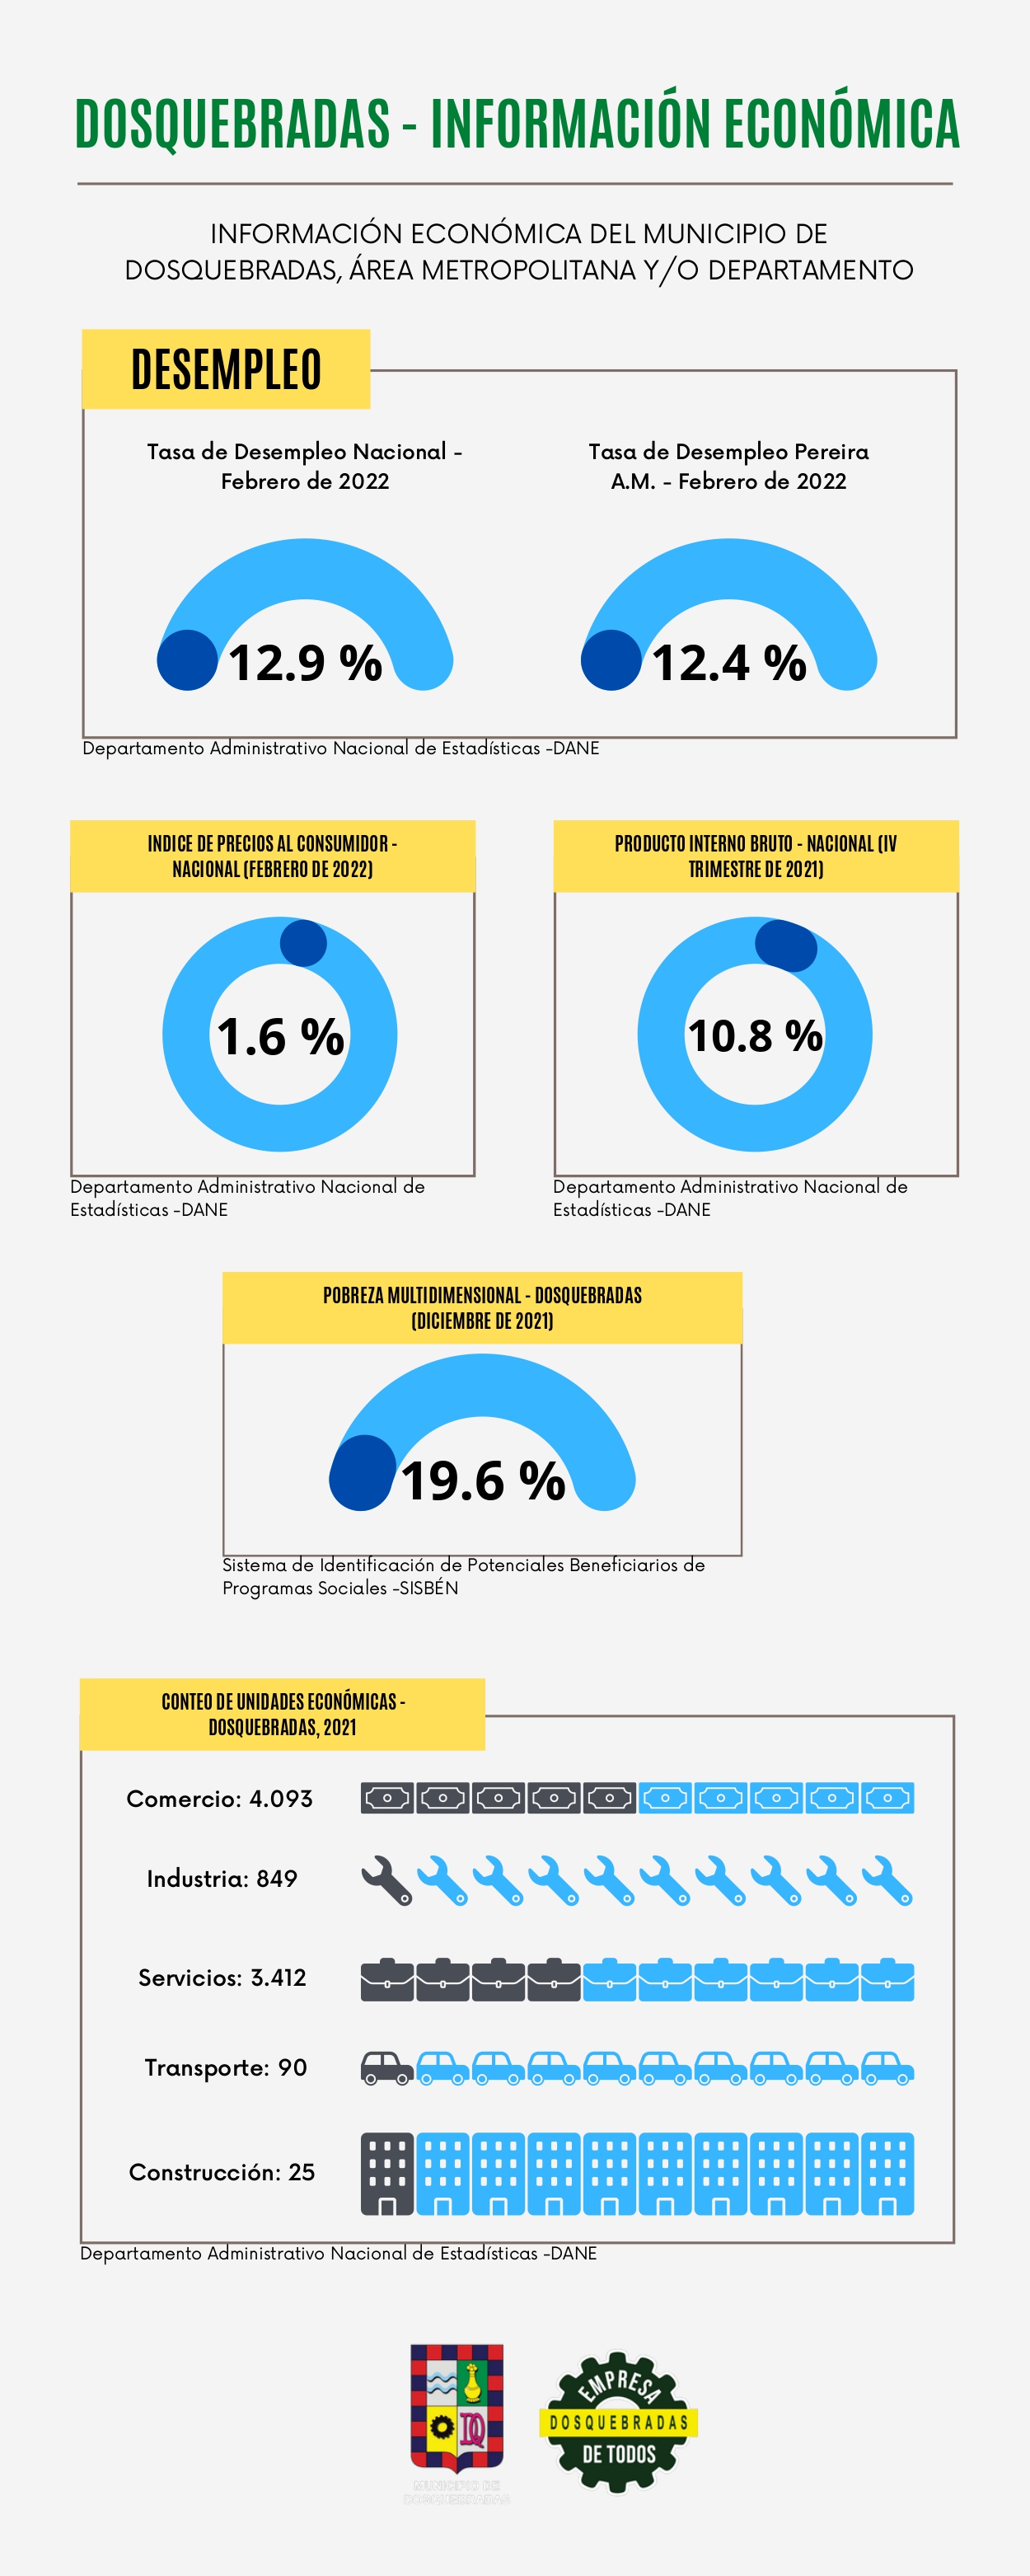 DOSQUEBRADAS - INFORMACIÓN ECONÓMICA
INFORMACIÓN ECONÓMICA DEL MUNICIPIO DE
DOSQUEBRADAS, ÁREA METROPOLITANA Y/O DEPARTAMENTO
DESEMPLEO
Tasa de Desempleo Nacional -
Febrero de 2022
12.9 %
Tasa de Desempleo Pereira
A.M. - Febrero de 2022
12.4 %
Departamento Administrativo Nacional de Estadísticas -DANE
INDICE DE PRECIOS AL CONSUMIDOR -
NACIONAL (FEBRERO DE 2022)
1.6 %
Departamento Administrativo Nacional de
Estadísticas -DANE
PRODUCTO INTERNO BRUTO - NACIONAL (IV
TRIMESTRE DE 2021)
10.8 %
Departamento Administrativo Nacional de
Estadísticas -DANE
POBREZA MULTIDIMENSIONAL - DOSQUEBRADAS
(DICIEMBRE DE 2021)
19.6 %
Sistema de Identificación de Potenciales Beneficiarios de
Programas Sociales -SISBÉN
CONTEO DE UNIDADES ECONÓMICAS -
DOSQUEBRADAS, 2021
Comercio: 4.093
Industria: 849
Servicios: 3.412
Transporte: 90
Construcción: 25
Departamento Administrativo Nacional de Estadísticas -DANE
DQ
MUNICIPIO DE
DOSQUEBRADAS
EMPRESA
DOSQUEBRADAS
DE TODOS